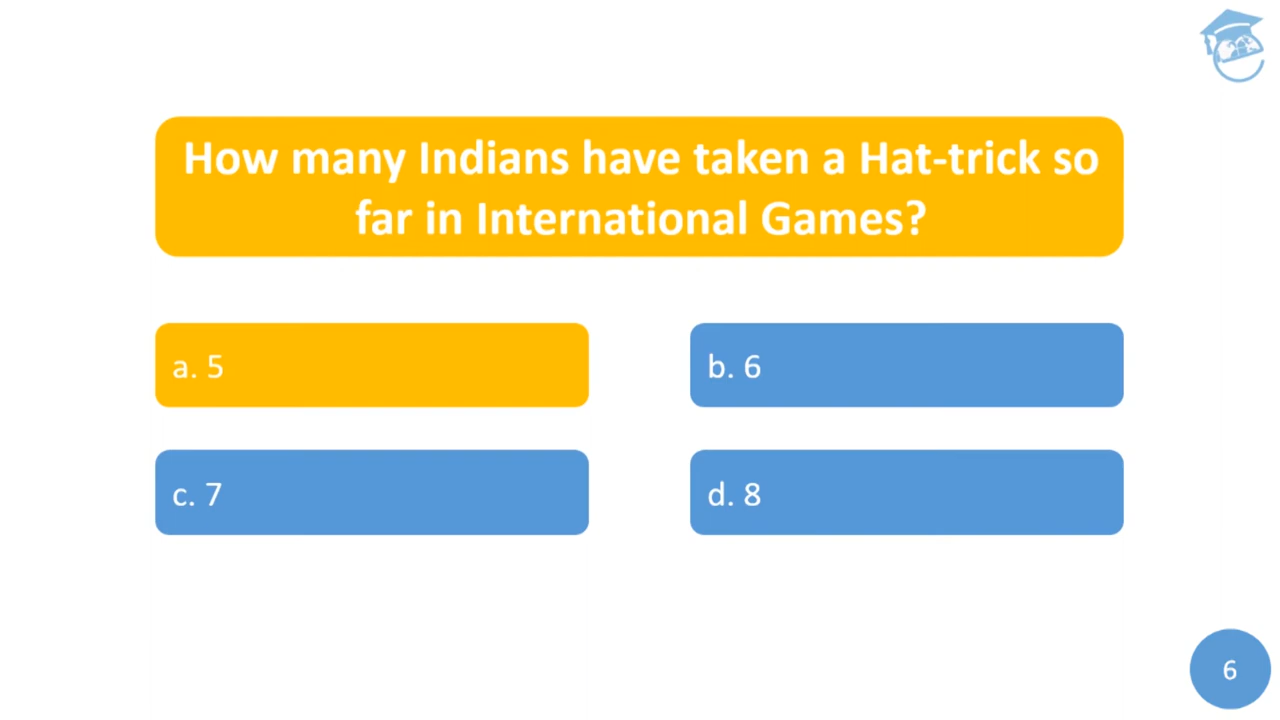 How many Indians have taken a Hat-trick so
far in International Games?
a. 5
b. 6
c. 7
d. 8
6